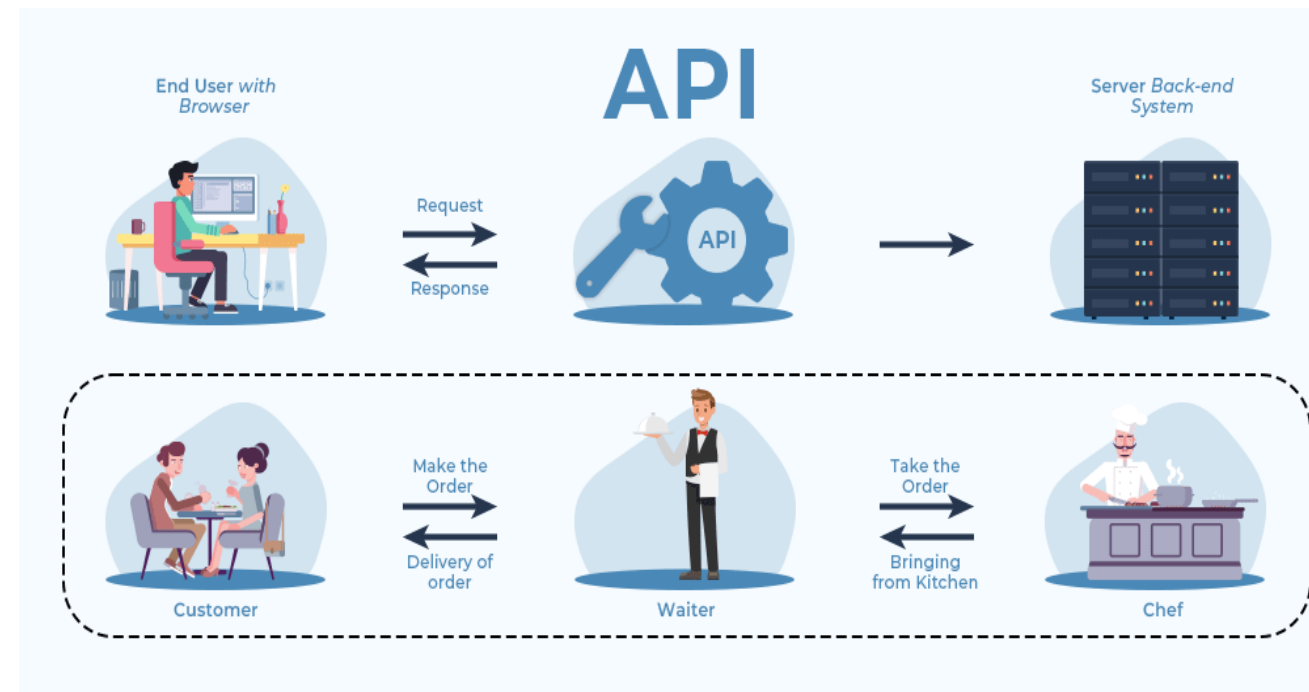 API
End User with
Browser
Server Back-end
System
Request
API
Response
Make the
Order
Take the
Order
Delivery of
order
Bringing
from Kitchen
Customer
Waiter
Chef